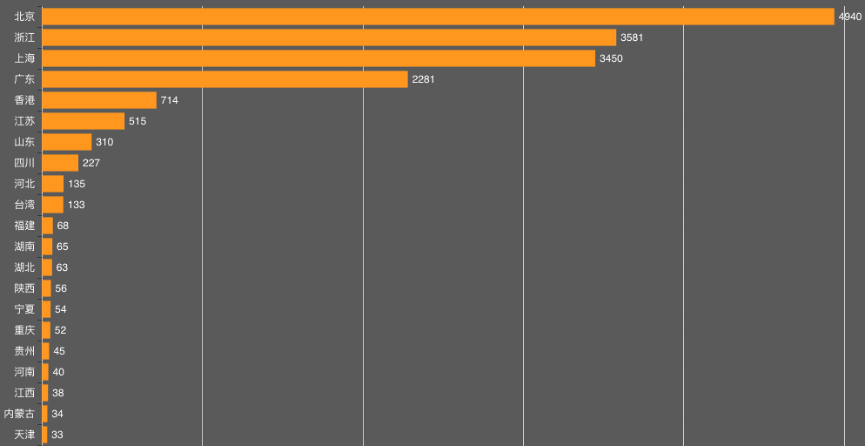 北京 4940
浙江 3581
上海 3450
广东 2281
香港 714
江苏 515
山东 310
四川 227
河北 135
台湾 133
福建 68
湖南 65
湖北 63
陕西 56
宁夏 54
重庆 52
贵州 45
河南 40
江西 38
内蒙古 34
天津 33